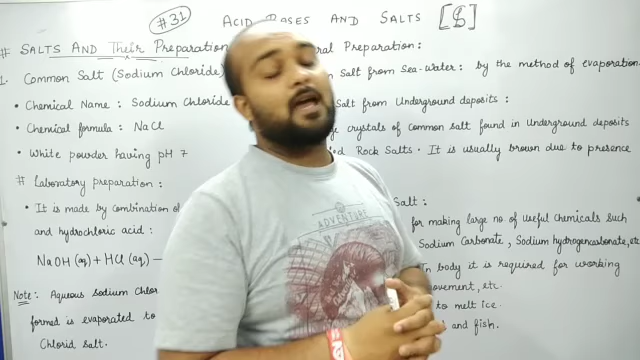 #31 ACID BASES AND SALTS
# SALTS AND Their Preparation
1. Common Salt (Sodium Chloride)
• Chemical Name : Sodium Chloride
• Chemical formula : NaCl
• White powder having pH 7
# Laboratory preparation :
• It is made by combination of
and hydrochloric acid :
NaOH (aq) + HCl (aq) —
Note : Aqueous Sodium Chlor
formed is evaporated to
Chlorid salt.
Preparation :
Salt from Sea-Water : by the method of evaporation.
Salt from Underground deposits :
crystals of common salt found in Underground deposits
Rock Salts. It is usually brown due to presence
Salt :
for making large no of useful chemicals such
Sodium Carbonate, Sodium hydrogencarbonate, etc
In body it is required for working
movement, etc.
to melt ice.
and fish.
ADVENTURE